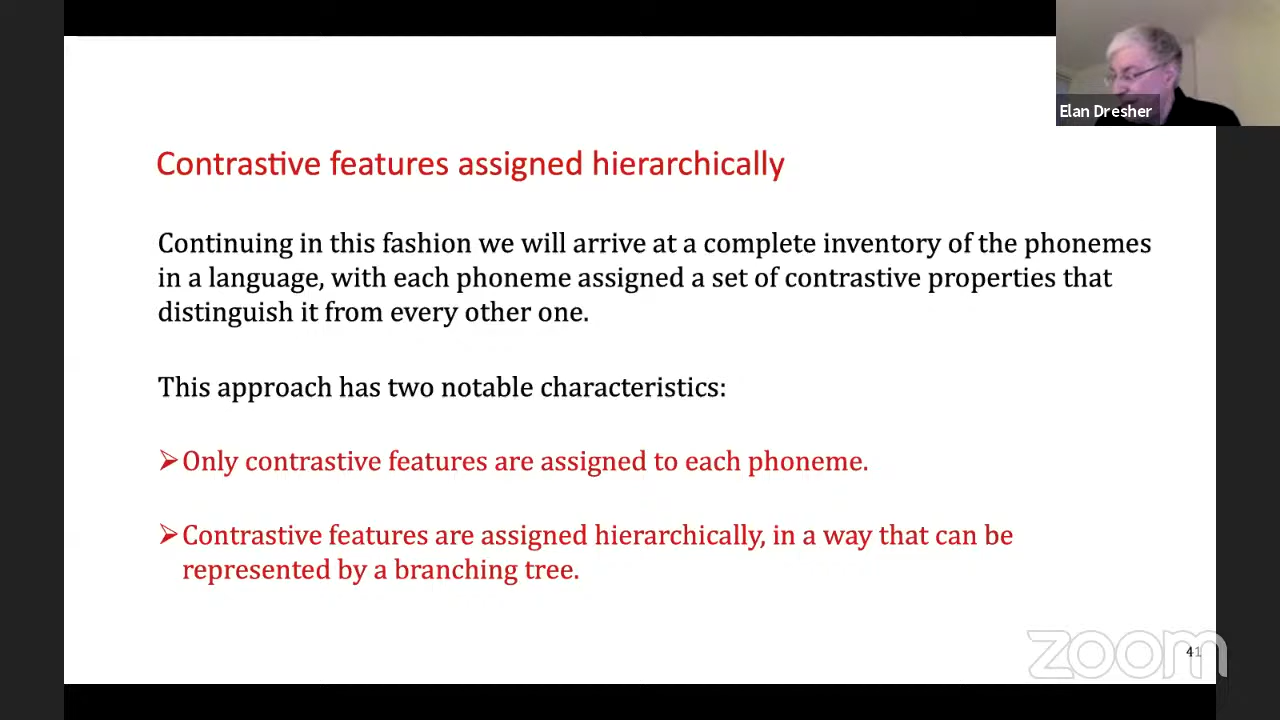 Elan Dresher
Contrastive features assigned hierarchically
Continuing in this fashion we will arrive at a complete inventory of the phonemes
in a language, with each phoneme assigned a set of contrastive properties that
distinguish it from every other one.
This approach has two notable characteristics:
➢Only contrastive features are assigned to each phoneme.
➢Contrastive features are assigned hierarchically, in a way that can be
represented by a branching tree.
zoom
41